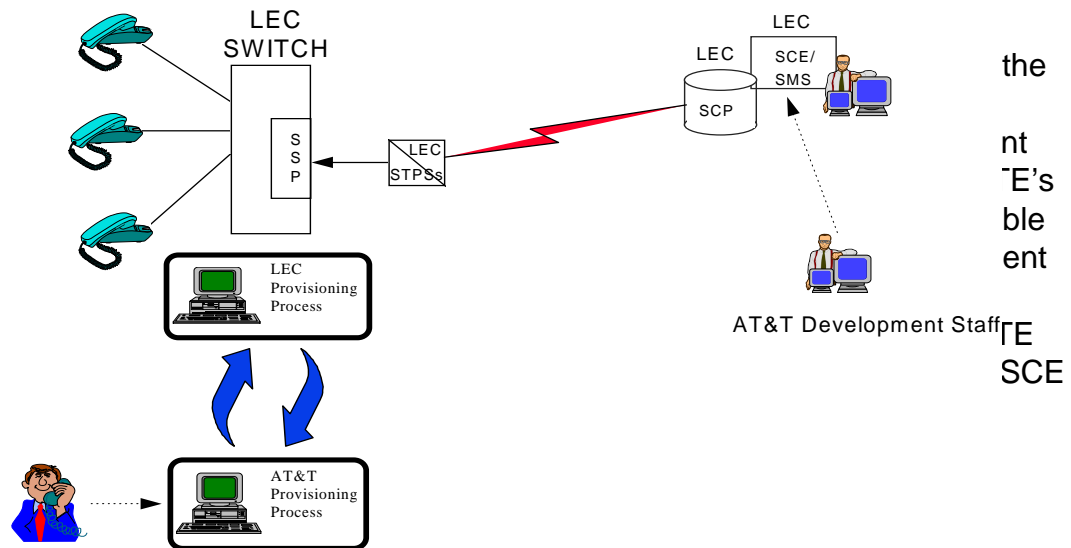 LEC
SWITCH
S
S
P
LEC
STPSs
LEC
SCP
LEC
SCE/
SMS
the
nt
E's
ble
ent
AT&T Development Staff
TE
SCE
LEC
Provisioning
Process
AT&T
Provisioning
Process